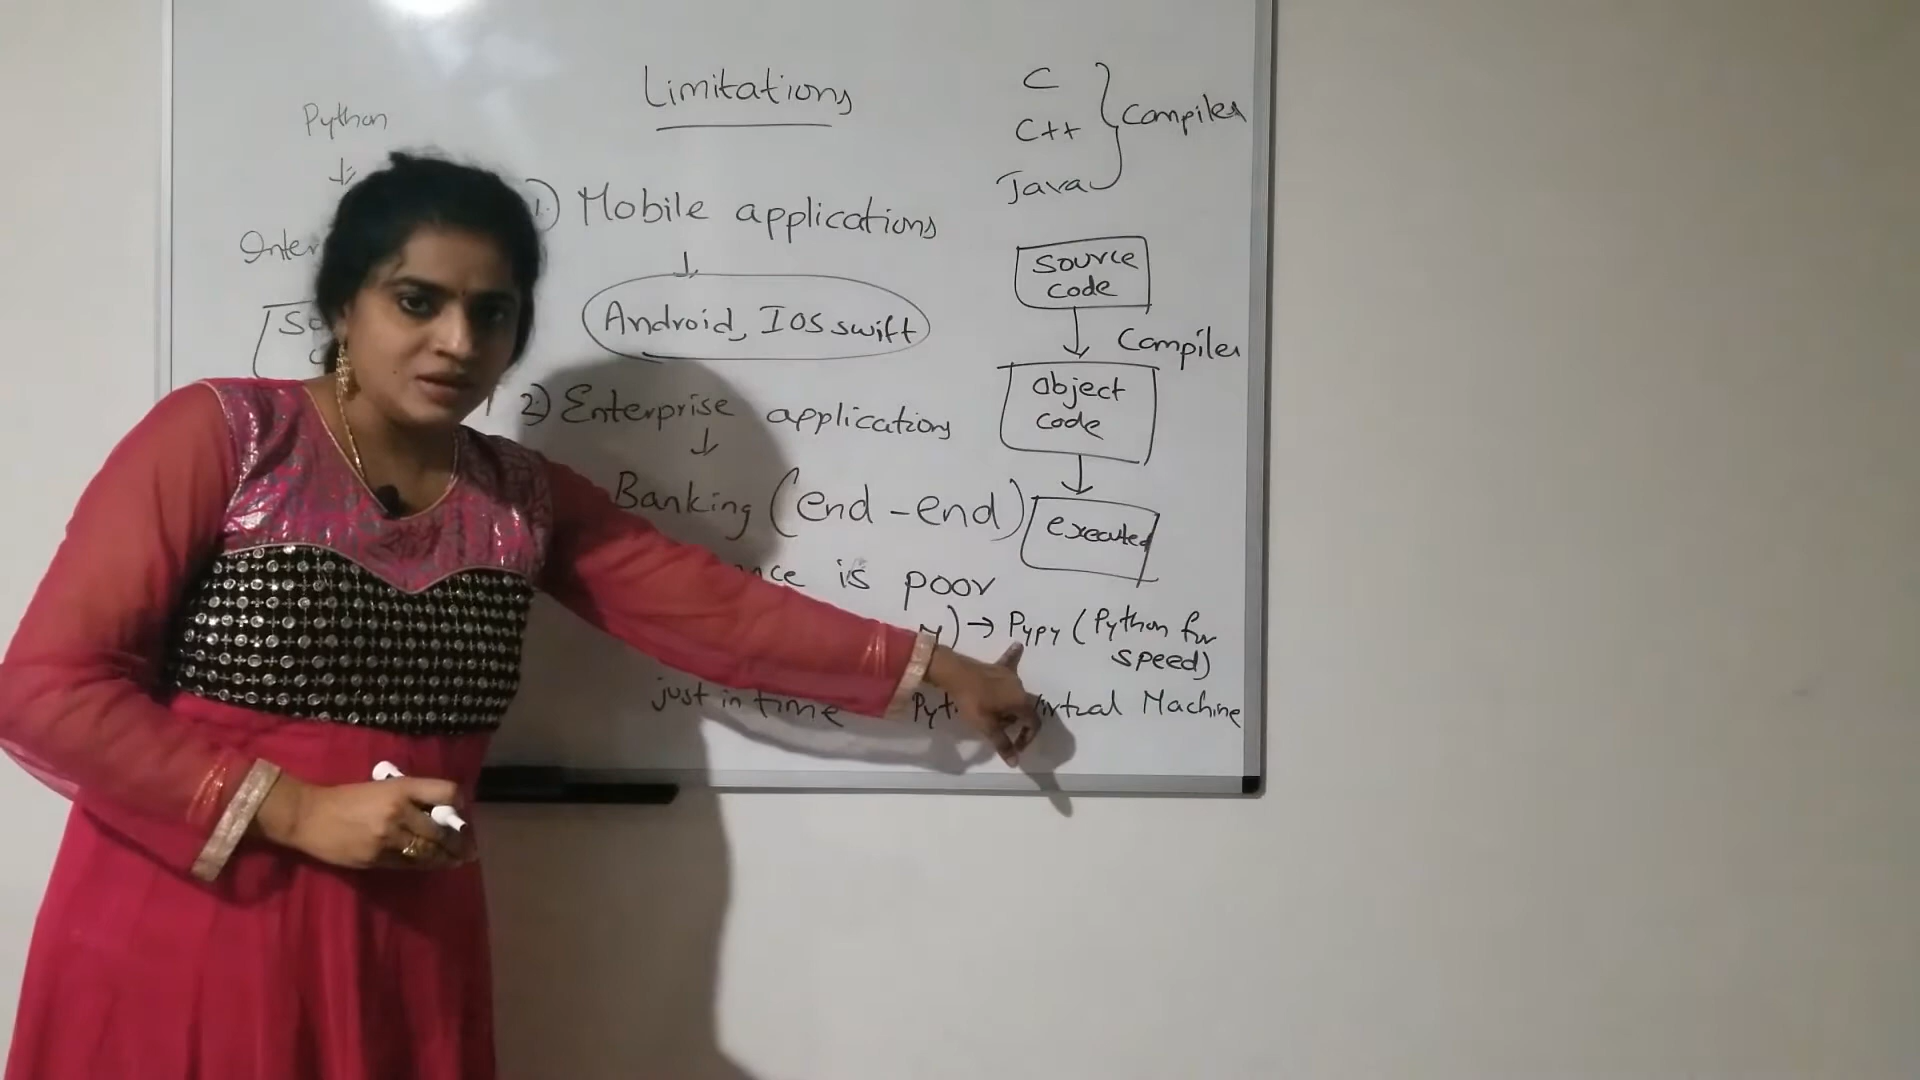 Python
Limitations
C
C++
Java
Compiler
1.) Mobile applications
Android, IOS swift
Source
code
Compiler
Object
code
2.) Enterprise applications
Banking (end-end)
executed
is poor
→ Pypy (Python for
speed)
just in time
Machine